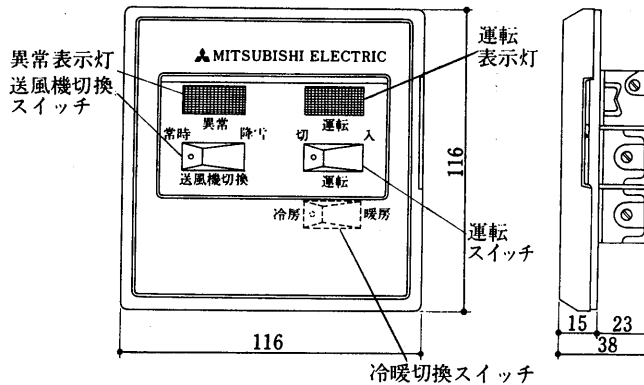 異常表示灯
送風機切換
スイッチ
MITSUBISHI ELECTRIC
運転
表示灯
異常
運転
常時
降雪
切
入
送風機切換
運転
冷房
暖房
運転
スイッチ
冷暖切換スイッチ
116
116
15
23
38